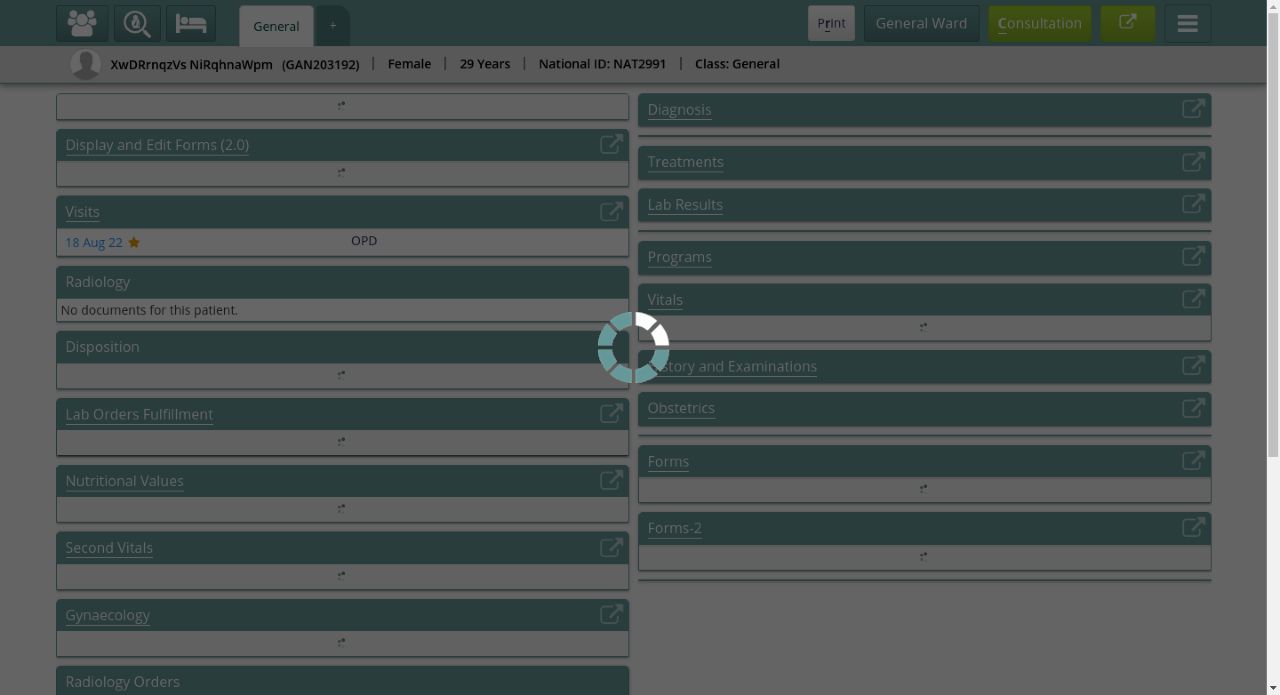 General
+
Print
General Ward
Consultation
XwDRrnqzVs NiRqhnaWpm (GAN203192) | Female | 29 Years | National ID: NAT2991 | Class: General
Display and Edit Forms (2.0)
Visits
18 Aug 22
OPD
Radiology
No documents for this patient.
Disposition
Lab Orders Fulfillment
Nutritional Values
Second Vitals
Gynaecology
Radiology Orders
Diagnosis
Treatments
Lab Results
Programs
Vitals
story and Examinations
Obstetrics
Forms
Forms-2